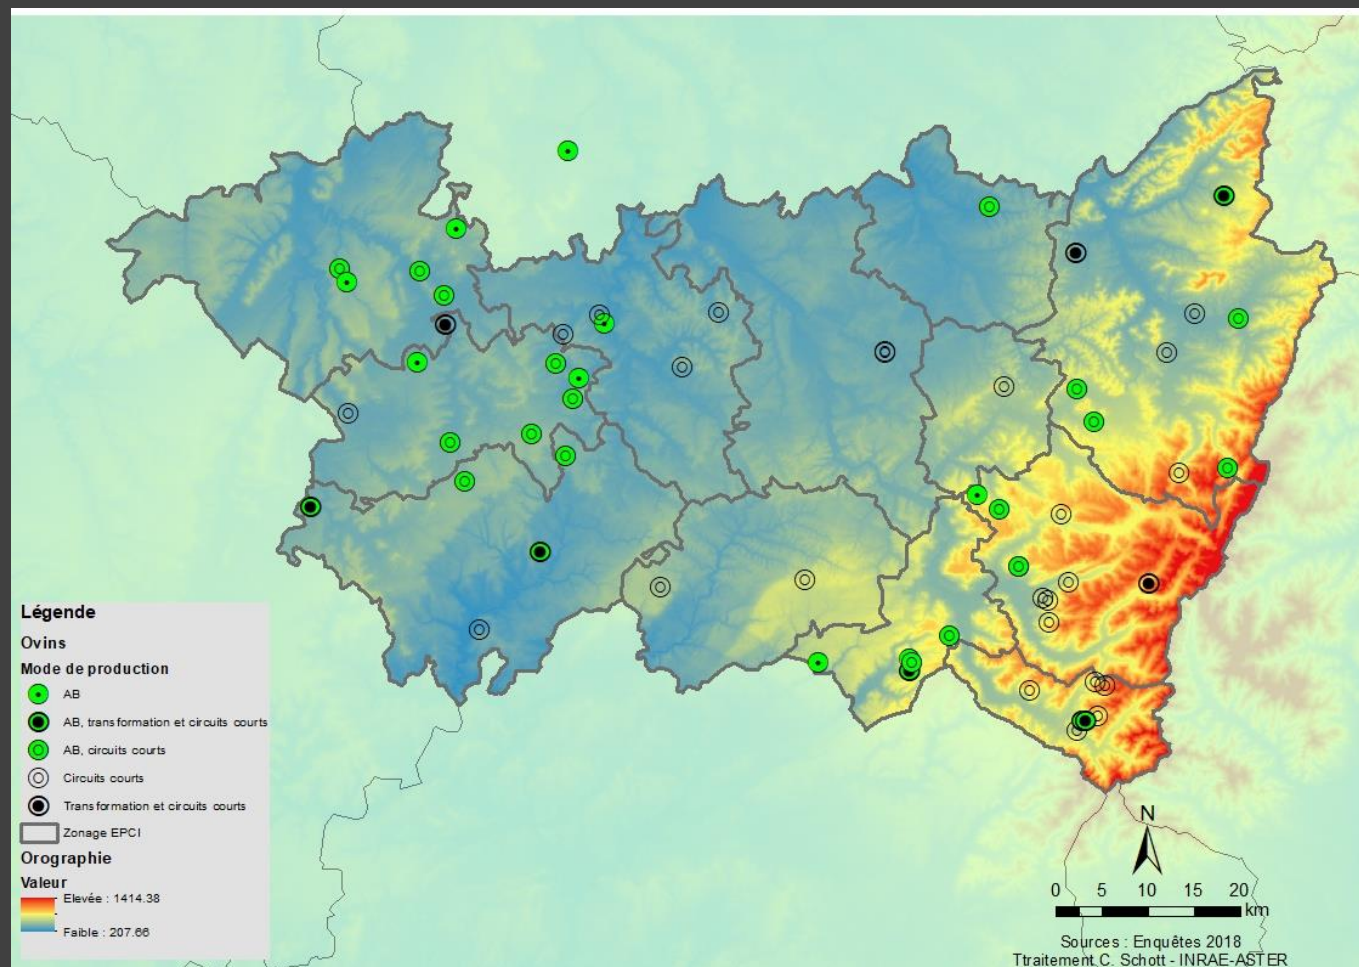 Légende
Ovins
Mode de production
AB
AB, transformation et circuits courts
AB, circuits courts
Circuits courts
Transformation et circuits courts
Zonage EPCI
Orographie
Valeur
Elevée : 1414.38
Faible : 207.66
N
0 5 10 15 20
km
Sources : Enquêtes 2018
Ttraitement C. Schott - INRAE-ASTER